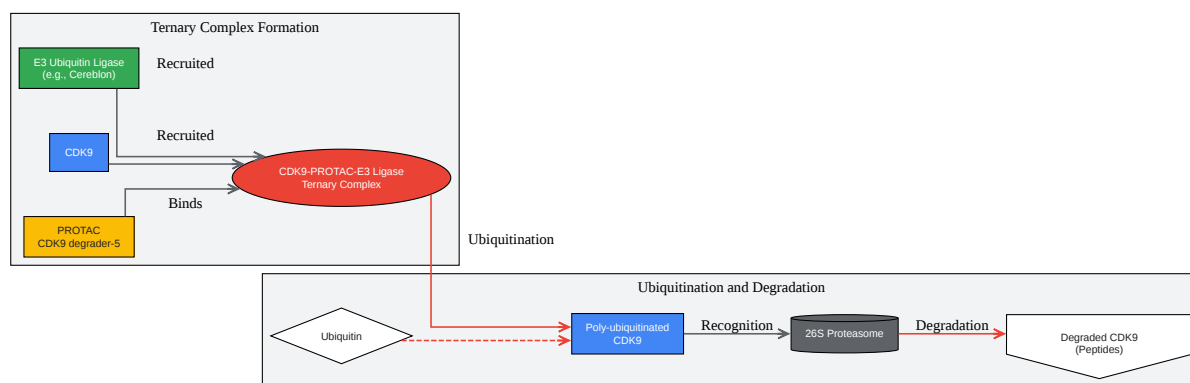 Ternary Complex Formation
E3 Ubiquitin Ligase
(e.g., Cereblon)
Recruited
CDK9
Recruited
CDK9-PROTAC-E3 Ligase
Ternary Complex
Binds
PROTAC
CDK9 degrader-5
Ubiquitination
Ubiquitination and Degradation
Ubiquitin
Poly-ubiquitinated
CDK9
Recognition
26S Proteasome
Degradation
Degraded CDK9
(Peptides)